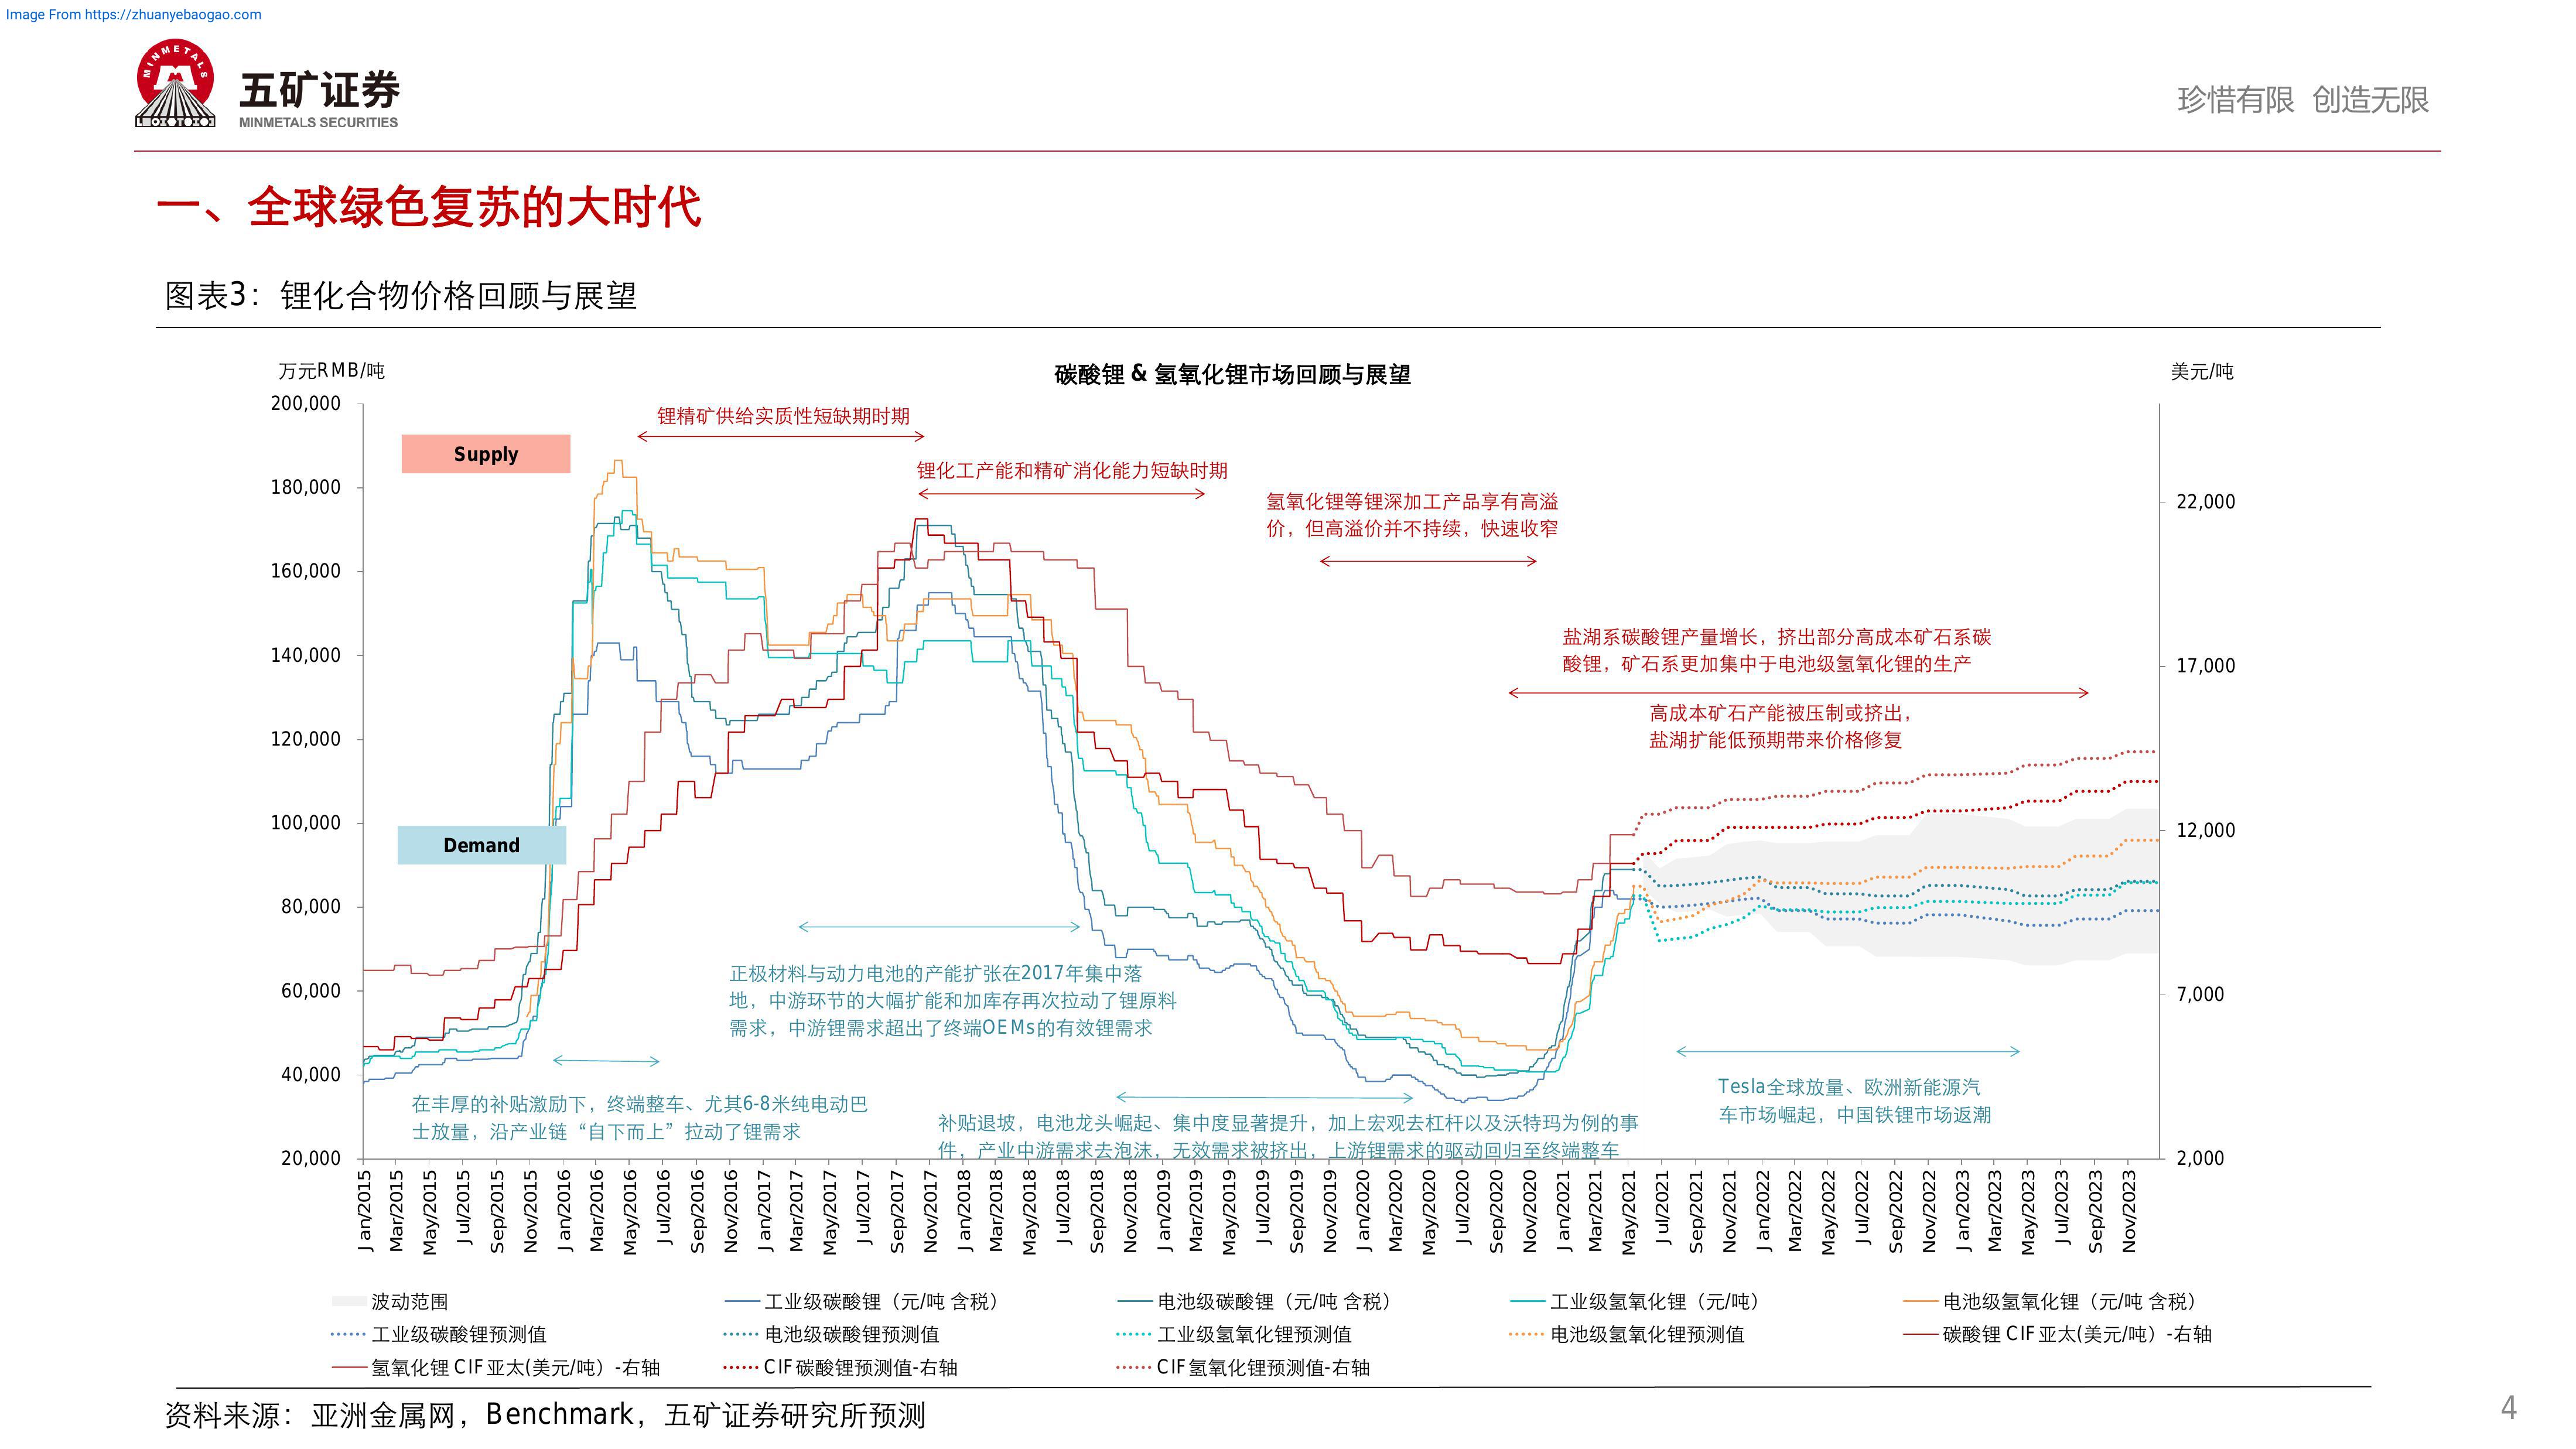 Image From https://zhuanyebaogao.com
MINMETALS
五矿证券
MINMETALS SECURITIES
珍惜有限 创造无限
一、全球绿色复苏的大时代
图表3：锂化合物价格回顾与展望
万元RMB/吨
碳酸锂 & 氢氧化锂市场回顾与展望
美元/吨
200,000
180,000
160,000
140,000
120,000
100,000
80,000
60,000
40,000
20,000
22,000
17,000
12,000
7,000
2,000
Supply
Demand
锂精矿供给实质性短缺期时期
锂化工产能和精矿消化能力短缺时期
氢氧化锂等锂深加工产品享有高溢
价，但高溢价并不持续，快速收窄
盐湖系碳酸锂产量增长，挤出部分高成本矿石系碳
酸锂，矿石系更加集中于电池级氢氧化锂的生产
高成本矿石产能被压制或挤出，
盐湖扩能低预期带来价格修复
正极材料与动力电池的产能扩张在2017年集中落
地，中游环节的大幅扩能和加库存再次拉动了锂原料
需求，中游锂需求超出了终端OEMs的有效锂需求
在丰厚的补贴激励下，终端整车、尤其6-8米纯电动巴
士放量，沿产业链“自下而上”拉动了锂需求
补贴退坡，电池龙头崛起、集中度显著提升，加上宏观去杠杆以及沃特玛为例的事
件，产业中游需求去泡沫，无效需求被挤出，上游锂需求的驱动回归至终端整车
Tesla全球放量、欧洲新能源汽
车市场崛起，中国铁锂市场返潮
Jan/2015
Mar/2015
May/2015
Jul/2015
Sep/2015
Nov/2015
Jan/2016
Mar/2016
May/2016
Jul/2016
Sep/2016
Nov/2016
Jan/2017
Mar/2017
May/2017
Jul/2017
Sep/2017
Nov/2017
Jan/2018
Mar/2018
May/2018
Jul/2018
Sep/2018
Nov/2018
Jan/2019
Mar/2019
May/2019
Jul/2019
Sep/2019
Nov/2019
Jan/2020
Mar/2020
May/2020
Jul/2020
Sep/2020
Nov/2020
Jan/2021
Mar/2021
May/2021
Jul/2021
Sep/2021
Nov/2021
Jan/2022
Mar/2022
May/2022
Jul/2022
Sep/2022
Nov/2022
Jan/2023
Mar/2023
May/2023
Jul/2023
Sep/2023
Nov/2023
波动范围 工业级碳酸锂（元/吨 含税） 电池级碳酸锂（元/吨 含税） 工业级氢氧化锂（元/吨） 电池级氢氧化锂（元/吨 含税）
工业级碳酸锂预测值 电池级碳酸锂预测值 工业级氢氧化锂预测值 电池级氢氧化锂预测值 碳酸锂 CIF 亚太(美元/吨）-右轴
氢氧化锂 CIF 亚太(美元/吨）-右轴 CIF 碳酸锂预测值-右轴 CIF 氢氧化锂预测值-右轴
资料来源：亚洲金属网，Benchmark，五矿证券研究所预测
4